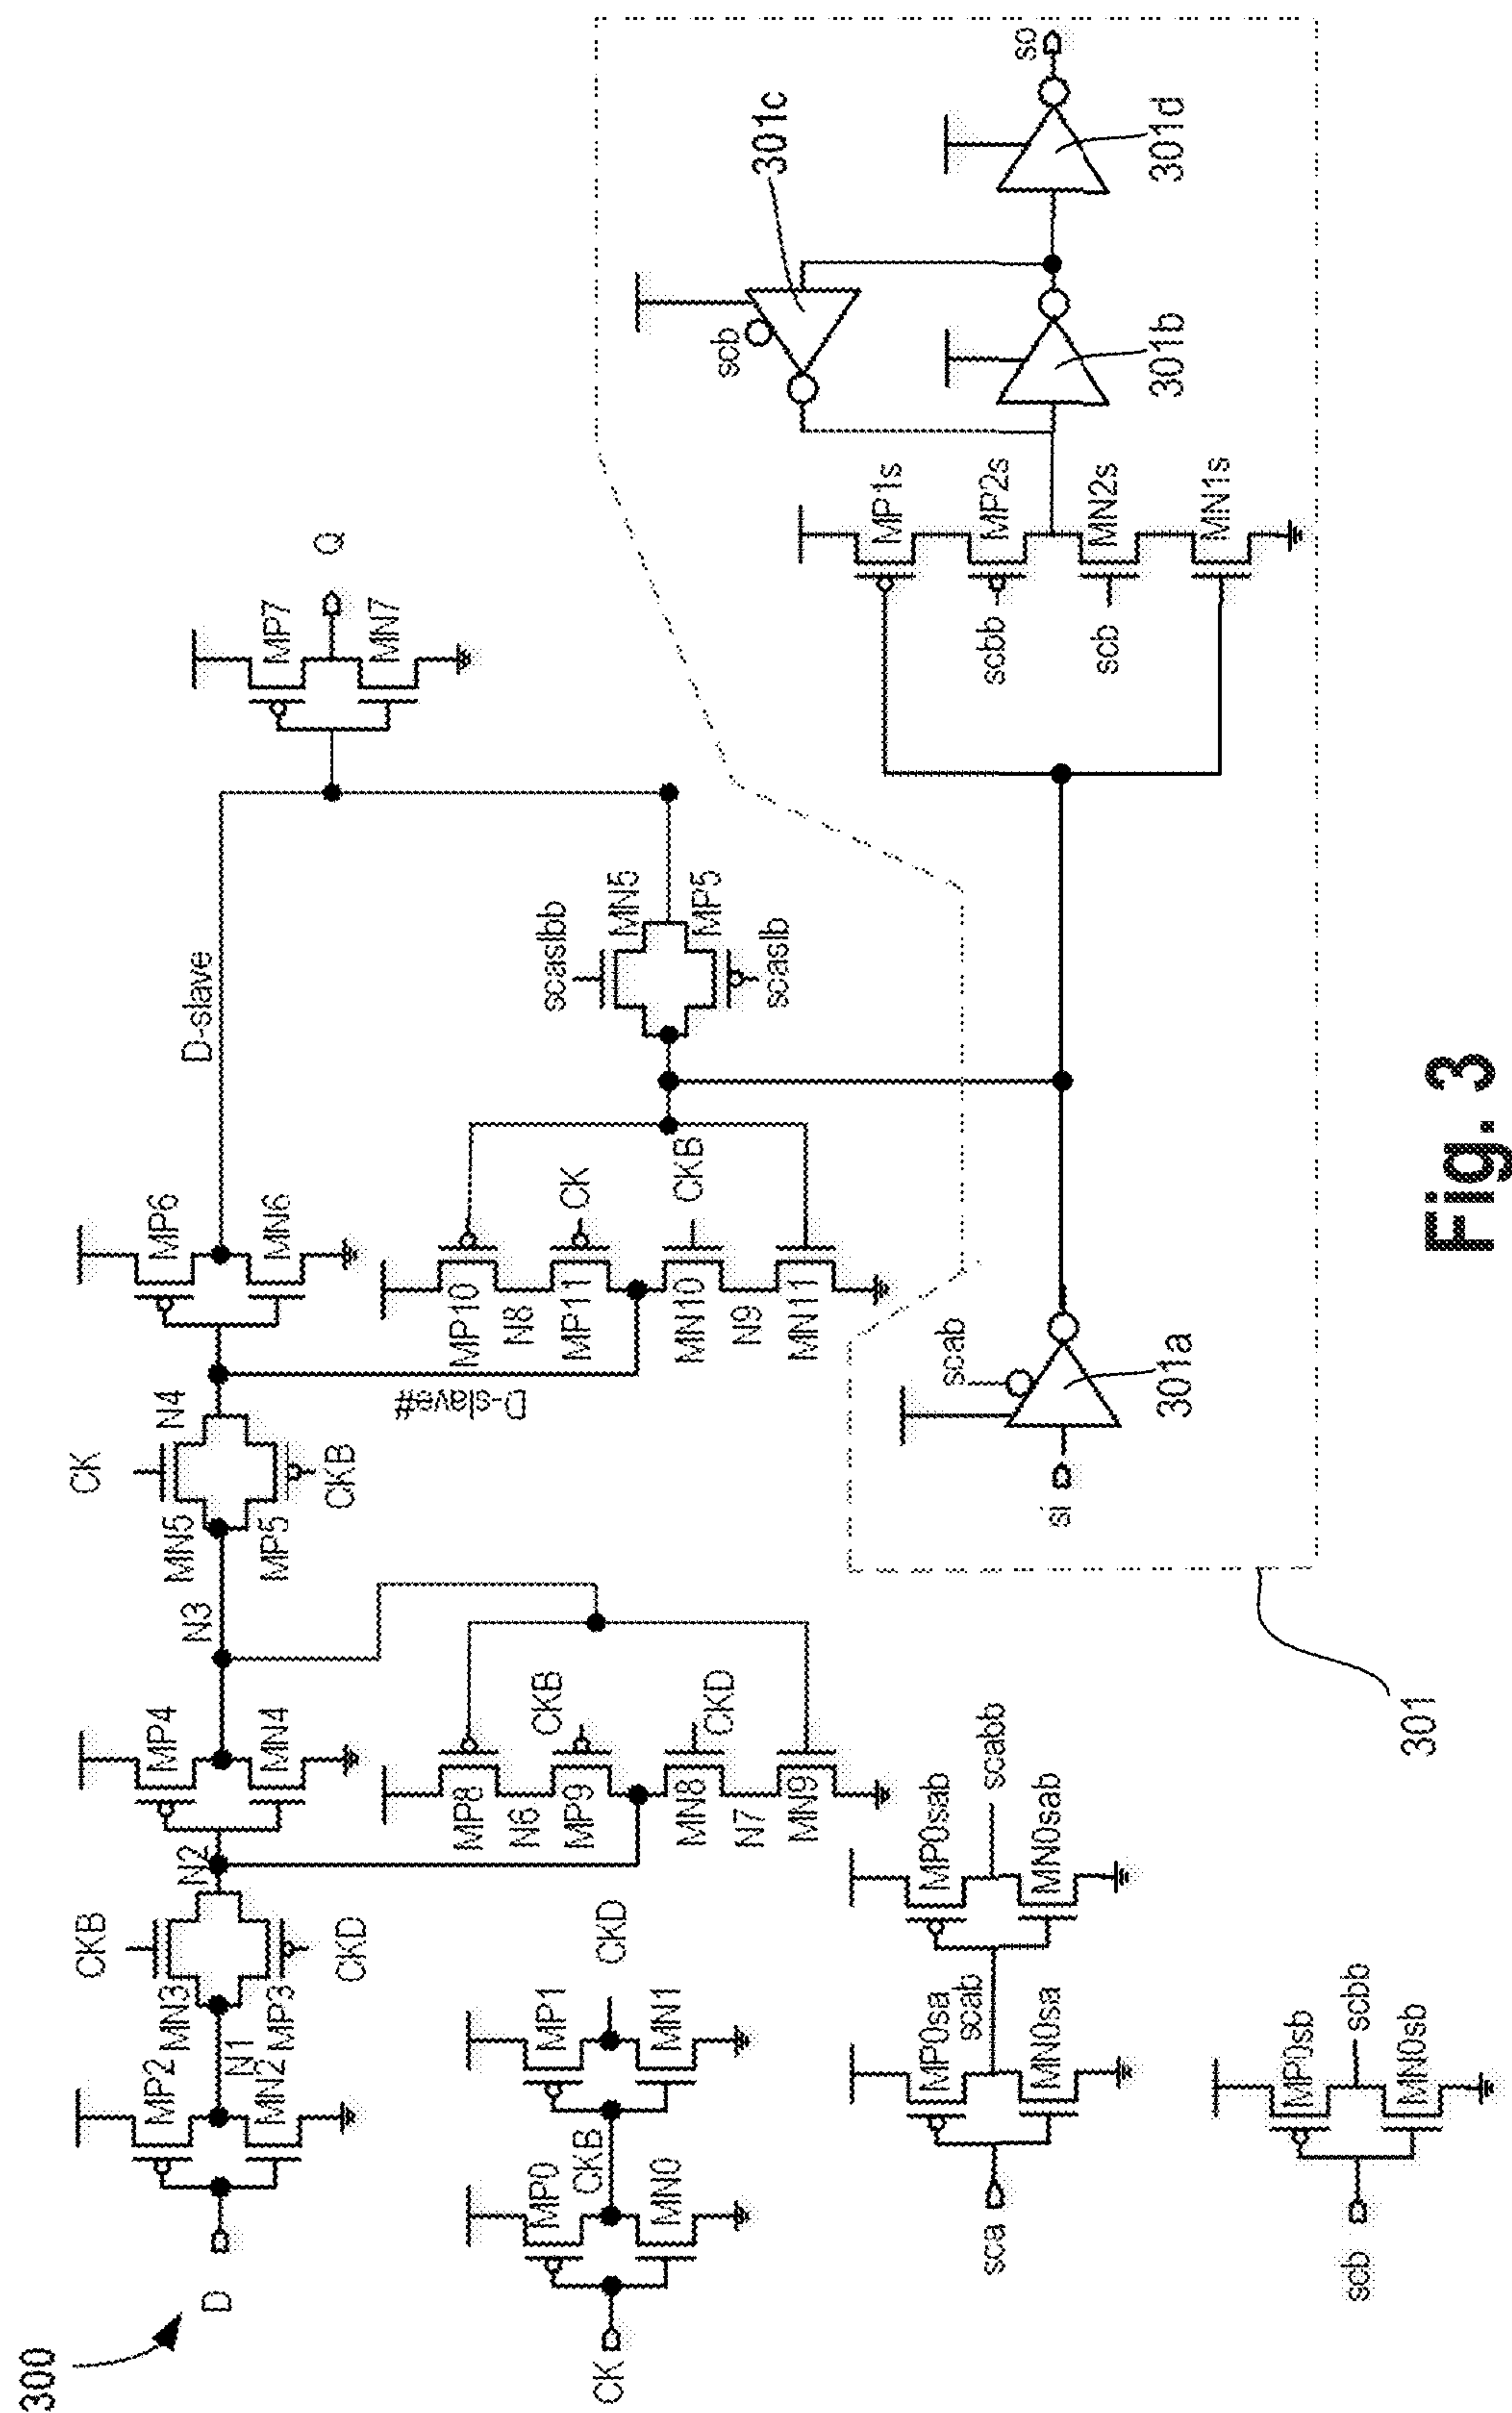 300
D
MP2
N1
MN2
CKB
MN3
MP3
CKD
N2
MP4
MN4
N3
CK
MN5
MP5
CKB
N4
MP6
MN6
D-slave
MP7
Q
MN7
MP8
N6
MP9
CKB
MN8
CKD
N7
MN9
D-slave#
MP10
N8
MP11
CK
MN10
CKB
N9
MN11
scaslbb
MN5
MP5
scaslb
CK
MP0
CKB
MN0
MP1
CKD
MN1
sca
MP0sa
scab
MN0sa
MP0sab
scabb
MN0sab
scb
MP0sb
scbb
MN0sb
301
si
scab
301a
MP1s
scbb
MP2s
scb
MN2s
MN1s
scb
301c
301b
301d
so
Fig. 3